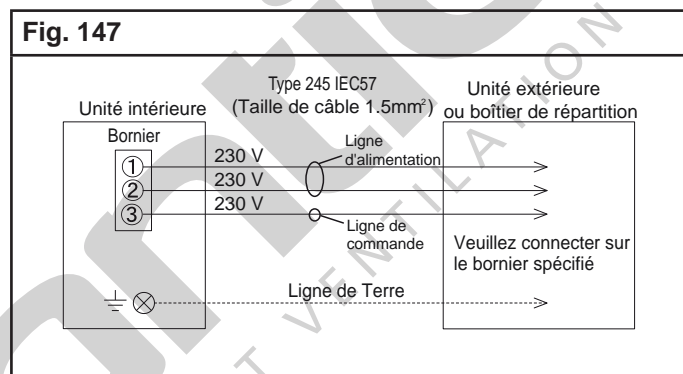 Fig. 147
Type 245 IEC57
(Taille de câble 1.5mm²)
Unité intérieure
Unité extérieure
ou boîtier de répartition
Bornier
1
2
3
230 V
230 V
230 V
Ligne
d'alimentation
Ligne de
commande
Veuillez connecter sur
le bornier spécifié
Ligne de Terre
T VENTILATION